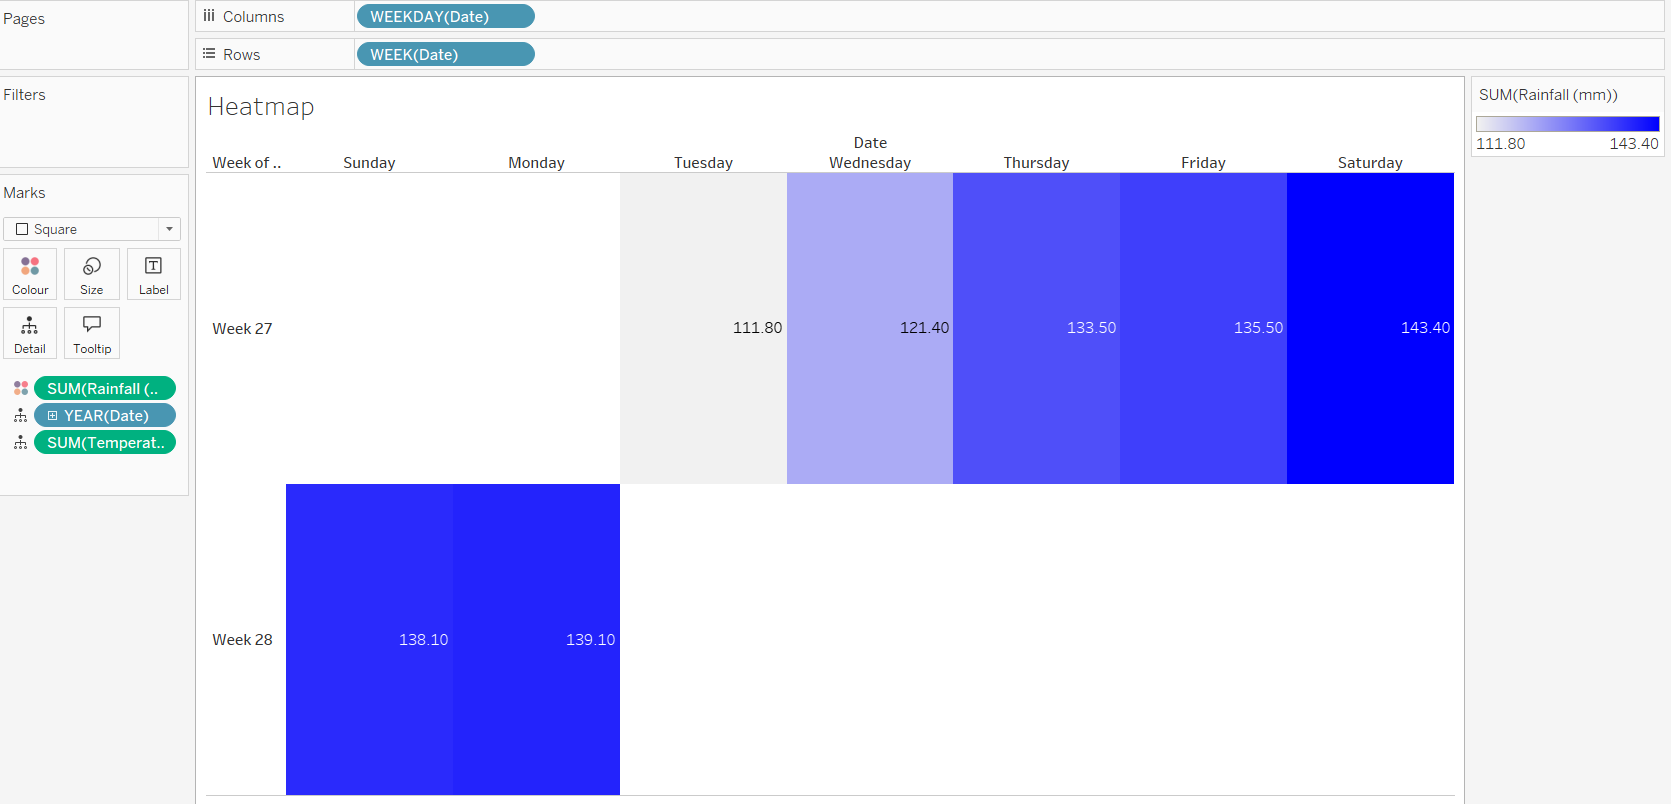 Pages
Columns
WEEKDAY(Date)
Rows
WEEK(Date)
Filters
Marks
Square
Colour
Size
Label
Detail
Tooltip
SUM(Rainfall (..
YEAR(Date)
SUM(Temperat..
Heatmap
Date
Week of ..
Sunday
Monday
Tuesday
Wednesday
Thursday
Friday
Saturday
Week 27
111.80
121.40
133.50
135.50
143.40
Week 28
138.10
139.10
SUM(Rainfall (mm))
111.80
143.40